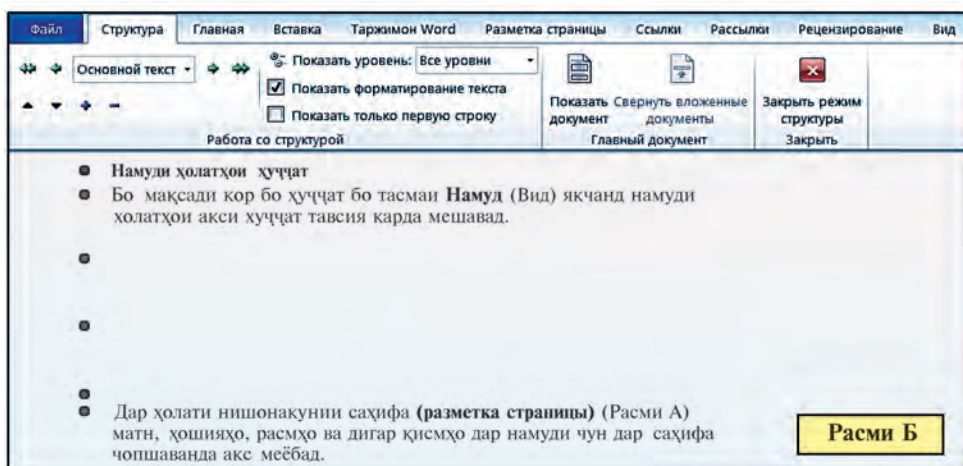 Файл Структура Главная Вставка Таржимон Word Разметка страницы Ссылки Рассылки Рецензирование Вид
Основной текст
Показать уровень: Все уровни
Показать форматирование текста
Показать только первую строку
Работа со структурой
Показать документ
Свернуть вложенные документы
Главный документ
Закрыть режим структуры
Закрыть
Намуди ҳолатҳои ҳуҷҷат
Бо мақсади кор бо ҳуҷҷат бо тасмаи Намуд (Вид) якчанд намуди
холатҳои акси хуҷҷат тавсия карда мешавад.
Дар ҳолати нишонакунии саҳифа (разметка страницы) (Расми А)
матн, ҳошияҳо, расмҳо ва дигар қисмҳо дар намуди чун дар саҳифа
чопшаванда акс меёбад.
Расми Б